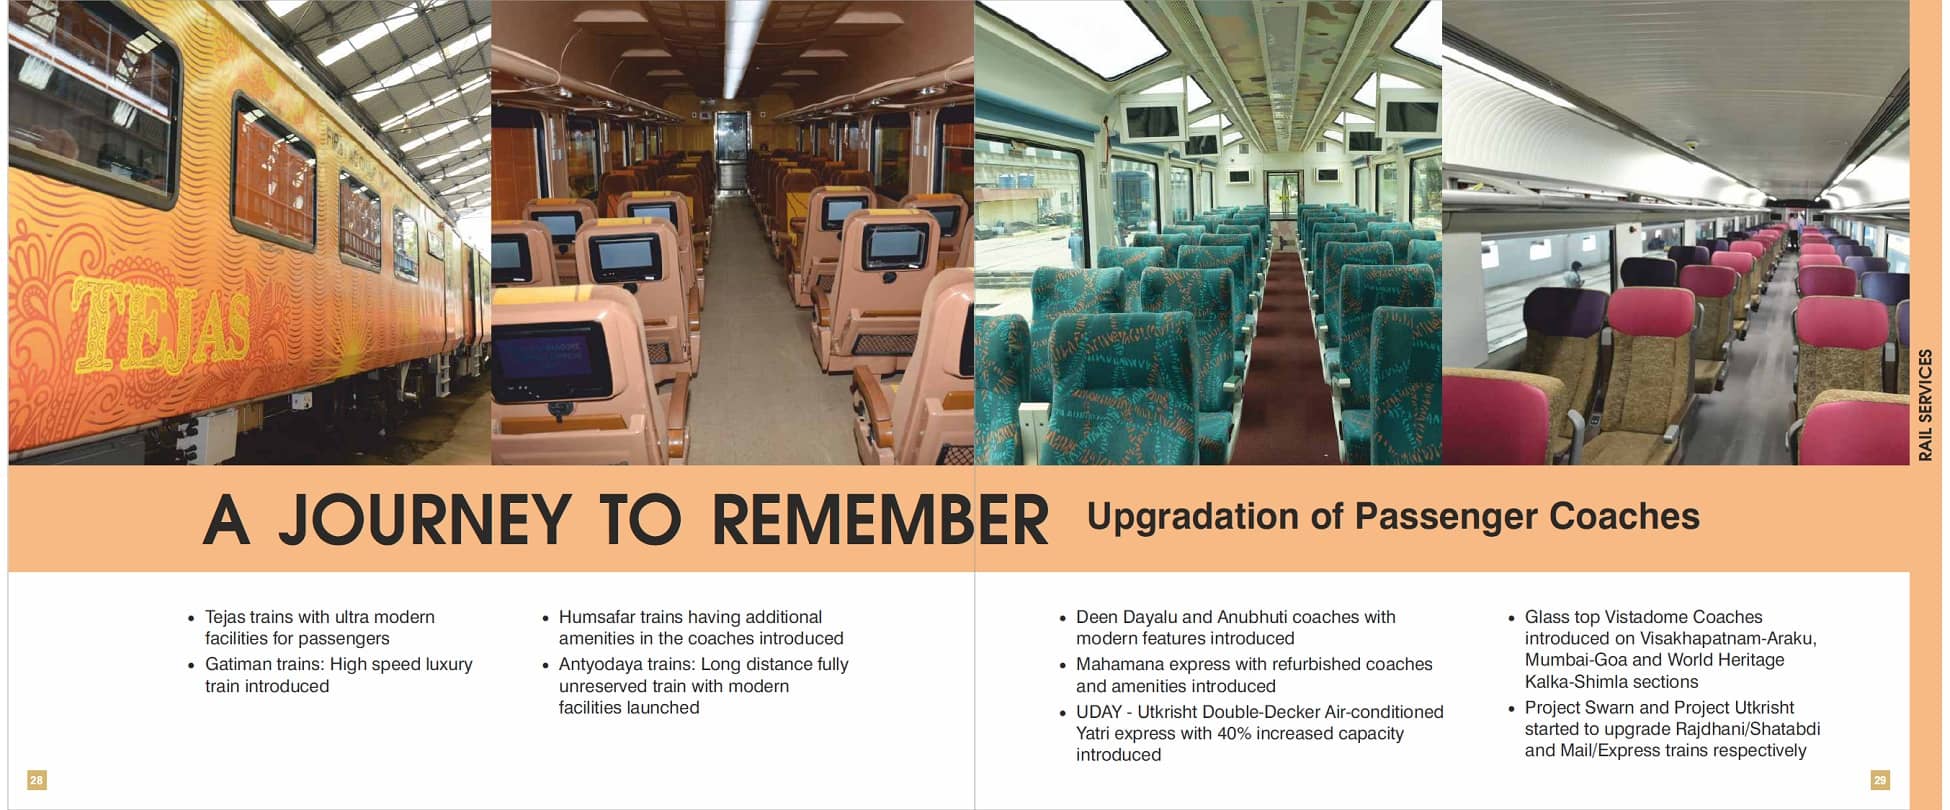 TEJAS
RAIL SERVICES
A JOURNEY TO REMEMBER
Upgradation of Passenger Coaches
• Tejas trains with ultra modern
facilities for passengers
• Gatiman trains: High speed luxury
train introduced
• Humsafar trains having additional
amenities in the coaches introduced
• Antyodaya trains: Long distance fully
unreserved train with modern
facilities launched
• Deen Dayalu and Anubhuti coaches with
modern features introduced
• Mahamana express with refurbished coaches
and amenities introduced
• UDAY - Utkrisht Double-Decker Air-conditioned
Yatri express with 40% increased capacity
introduced
• Glass top Vistadome Coaches
introduced on Visakhapatnam-Araku,
Mumbai-Goa and World Heritage
Kalka-Shimla sections
• Project Swarn and Project Utkrisht
started to upgrade Rajdhani/Shatabdi
and Mail/Express trains respectively
28
29